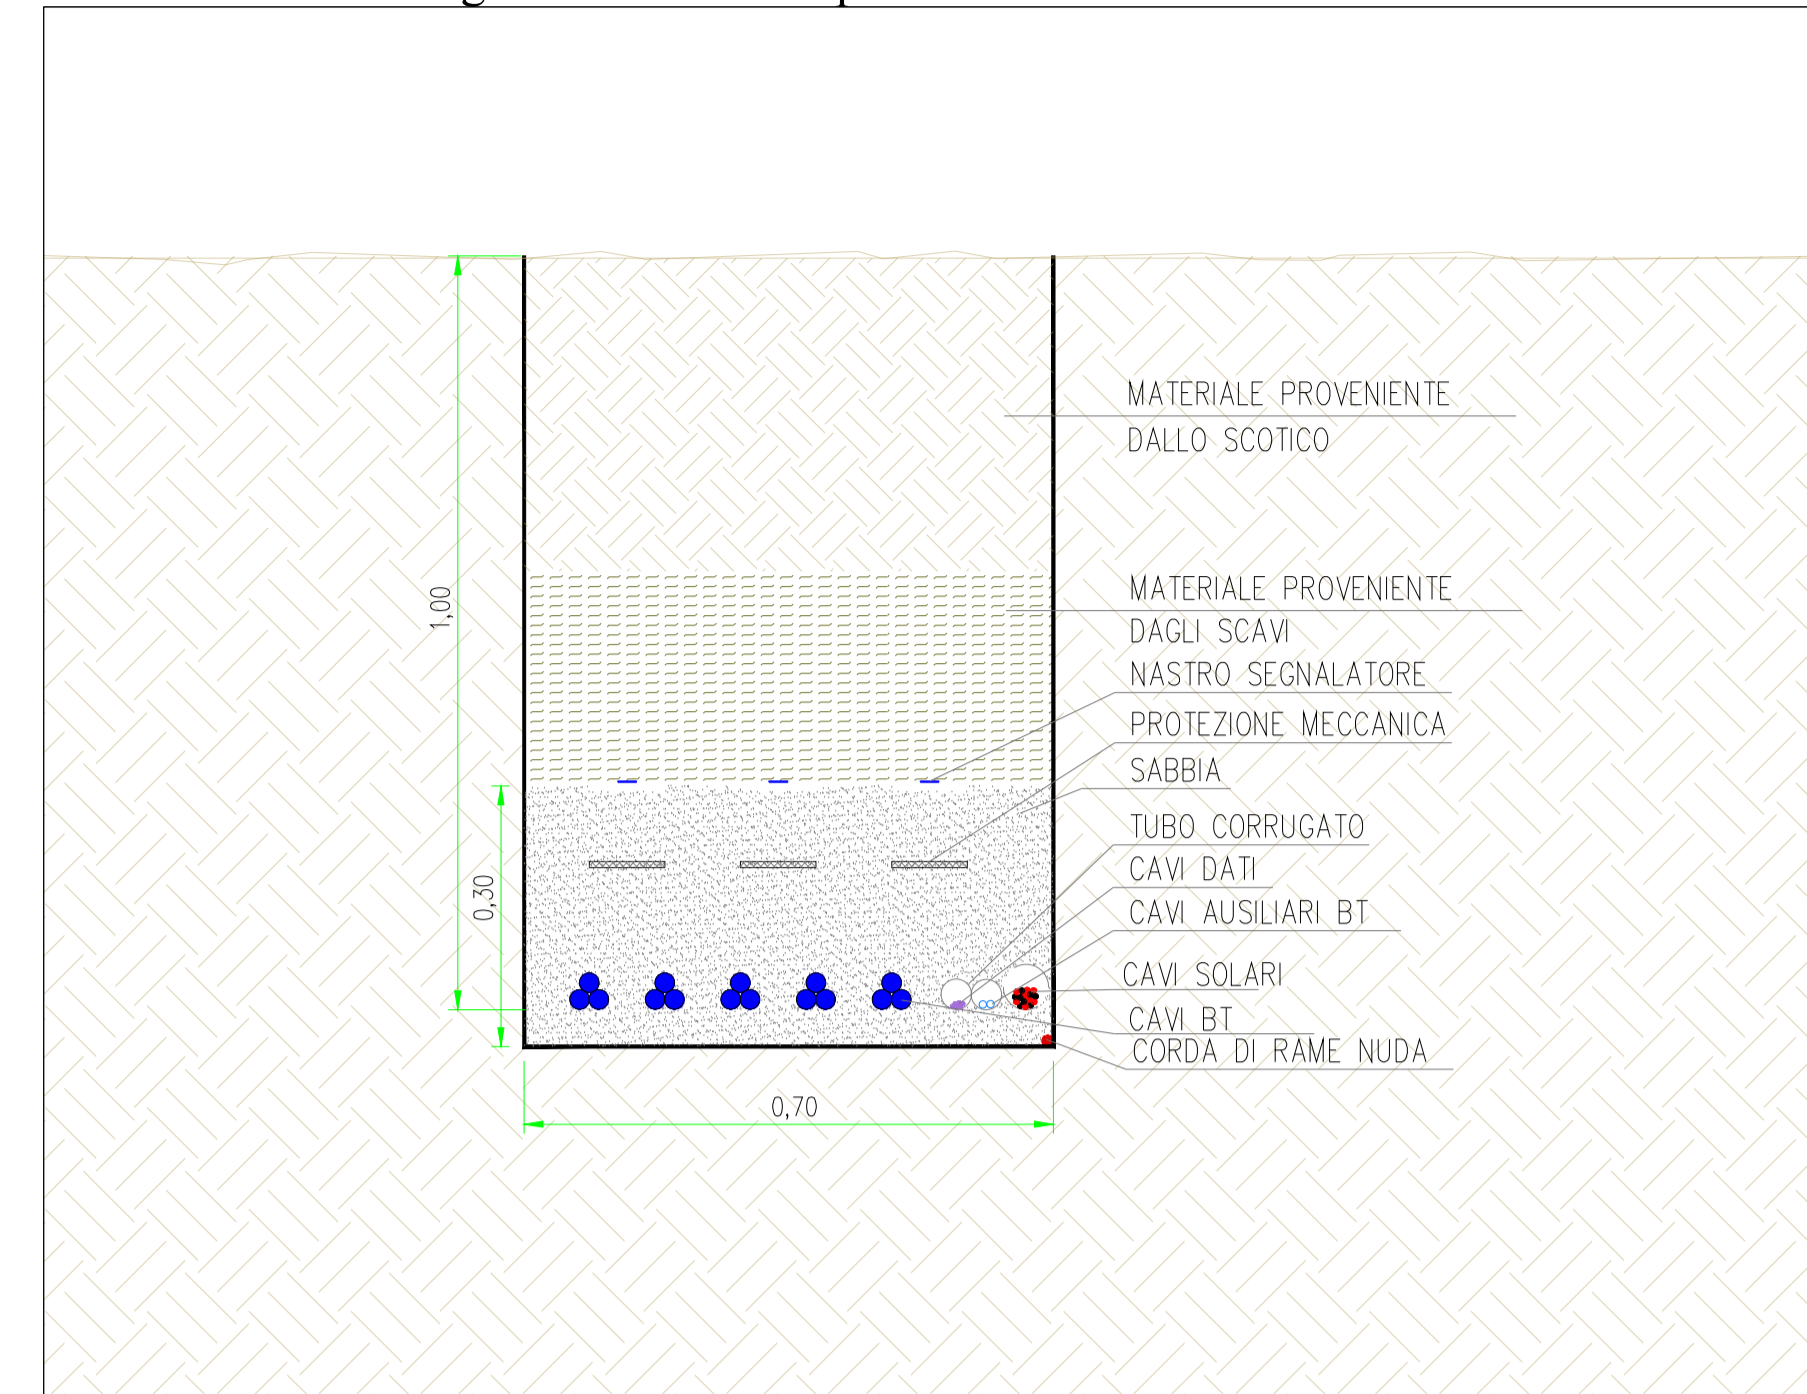 MATERIALE PROVENIENTE
DALLO SCOTICO
1,00
MATERIALE PROVENIENTE
DAGLI SCAVI
NASTRO SEGNALATORE
PROTEZIONE MECCANICA
SABBIA
TUBO CORRUGATO
CAVI DATI
0,30
CAVI AUSILIARI BT
CAVI SOLARI
CAVI BT
CORDA DI RAME NUDA
0,70